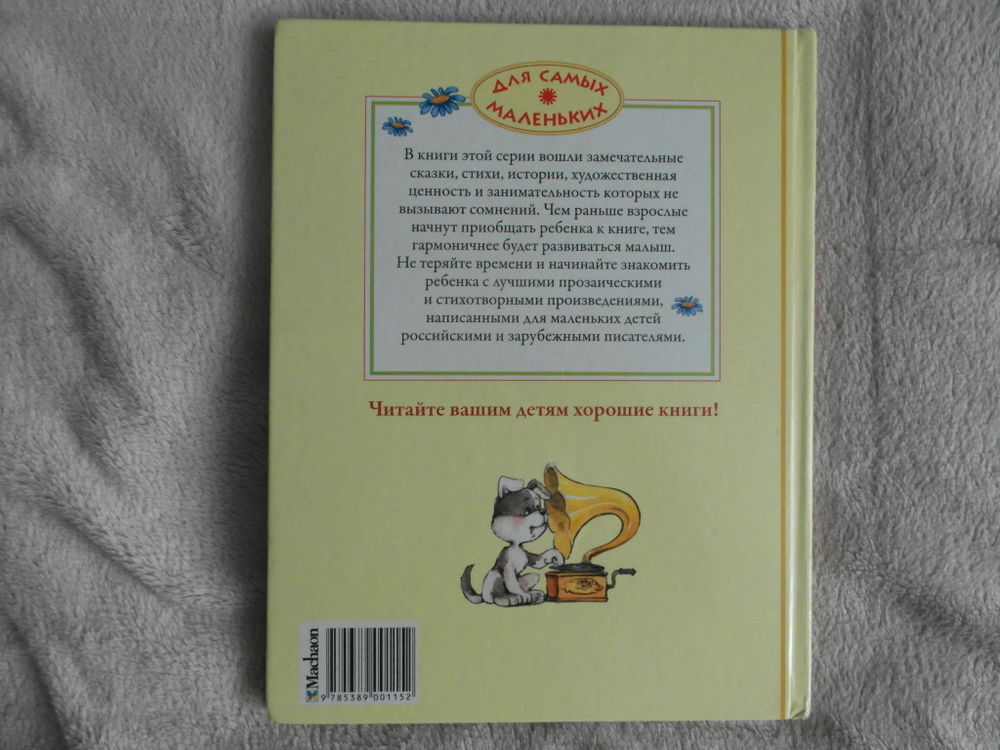 ДЛЯ САМЫХ
МАЛЕНЬКИХ
В книги этой серии вошли замечательные
сказки, стихи, истории, художественная
ценность и занимательность которых не
вызывают сомнений. Чем раньше взрослые
начнут приобщать ребенка к книге, тем
гармоничнее будет развиваться малыш.
Не теряйте времени и начинайте знакомить
ребенка с лучшими прозаическими
и стихотворными произведениями,
написанными для маленьких детей
российскими и зарубежными писателями.
Читайте вашим детям хорошие книги!
Machaon
9 785389 001152